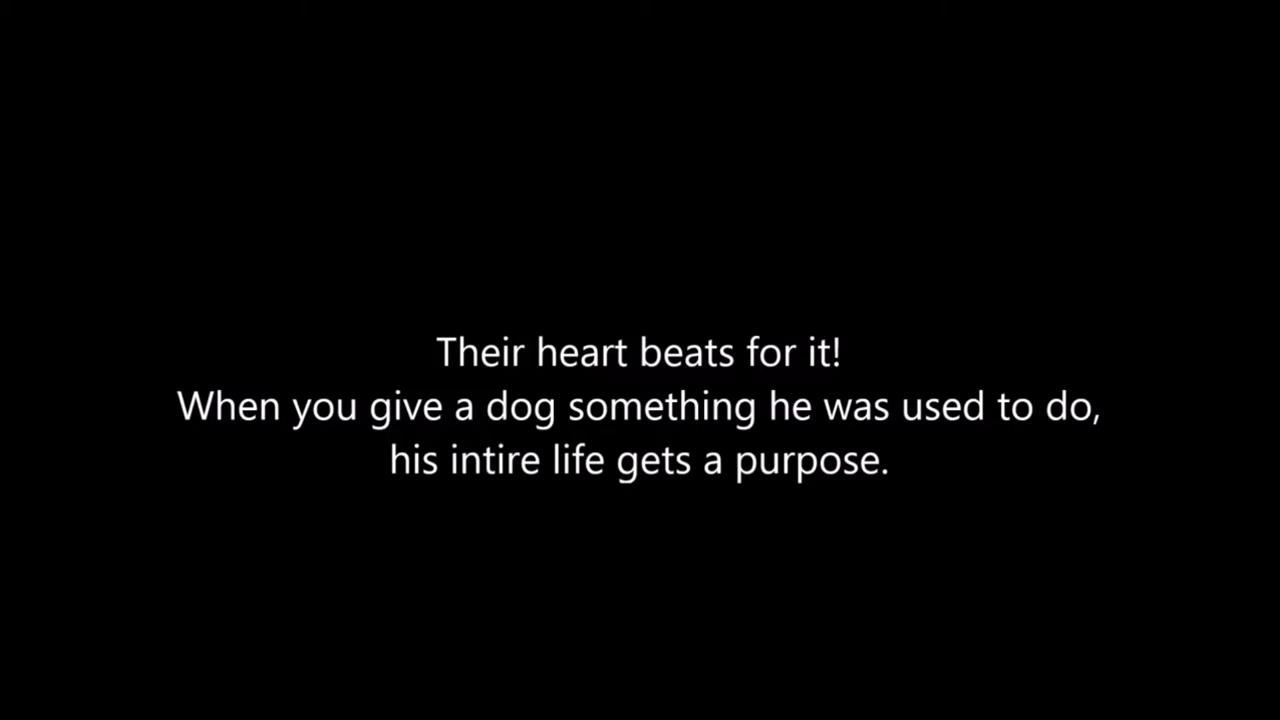 Their heart beats for it!
When you give a dog something he was used to do,
his intire life gets a purpose.